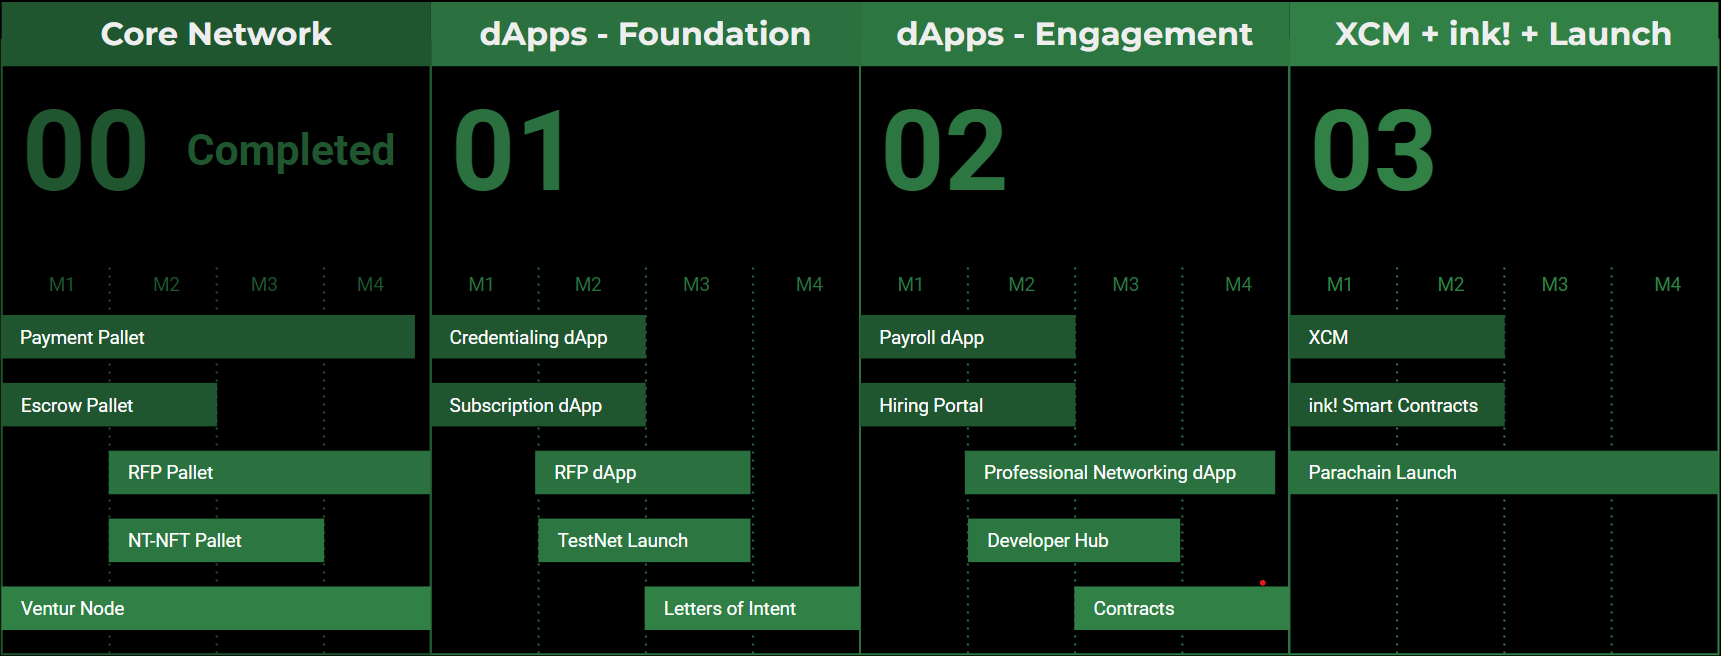 Core Network
dApps - Foundation
dApps - Engagement
XCM + ink! + Launch
00 Completed
01
02
03
M1 M2 M3 M4
M1 M2 M3 M4
M1 M2 M3 M4
M1 M2 M3 M4
Payment Pallet
Credentialing dApp
Payroll dApp
XCM
Escrow Pallet
Subscription dApp
Hiring Portal
ink! Smart Contracts
RFP Pallet
RFP dApp
Professional Networking dApp
Parachain Launch
NT-NFT Pallet
TestNet Launch
Developer Hub
Ventur Node
Letters of Intent
Contracts